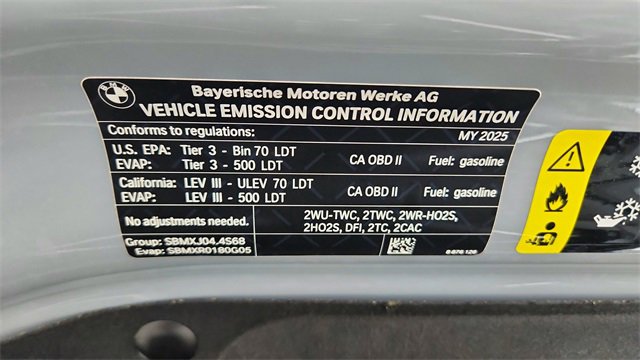 BMW
Bayerische Motoren Werke AG
VEHICLE EMISSION CONTROL INFORMATION
Conforms to regulations: MY 2025
U.S. EPA: Tier 3 - Bin 70 LDT
EVAP: Tier 3 - 500 LDT CA OBD II Fuel: gasoline
California: LEV III - ULEV 70 LDT
EVAP: LEV III - 500 LDT CA OBD II Fuel: gasoline
No adjustments needed. 2WU-TWC, 2TWC, 2WR-HO2S,
2HO2S, DFI, 2TC, 2CAC
Group: SBMXJ04.4S68
Evap: SBMXR0180G05